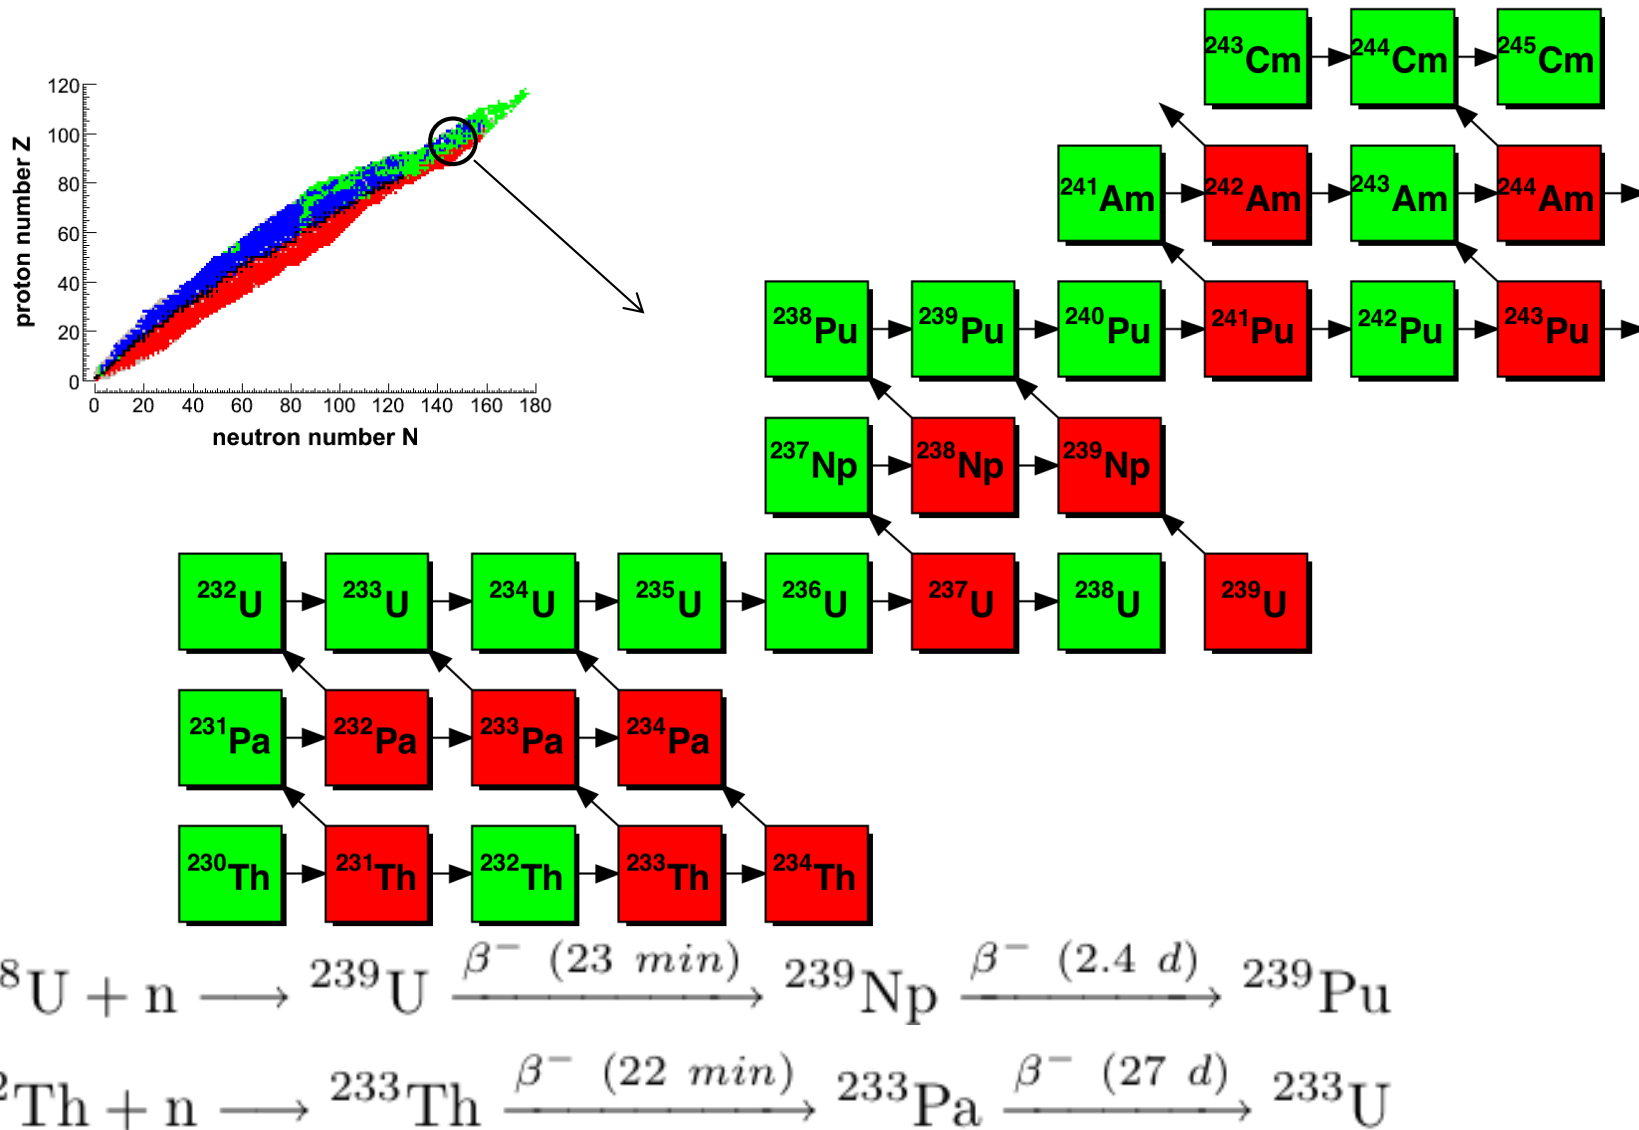 243Cm 244Cm 245Cm
120
100
80
60
40
20
0
proton number Z
0 20 40 60 80 100 120 140 160 180
neutron number N
241Am 242Am 243Am 244Am
238Pu 239Pu 240Pu 241Pu 242Pu 243Pu
237Np 238Np 239Np
232U 233U 234U 235U 236U 237U 238U 239U
231Pa 232Pa 233Pa 234Pa
230Th 231Th 232Th 233Th 234Th
8U + n ⟶ 239U β− (23 min) ⟶ 239Np β− (2.4 d) ⟶ 239Pu
2Th + n ⟶ 233Th β− (22 min) ⟶ 233Pa β− (27 d) ⟶ 233U